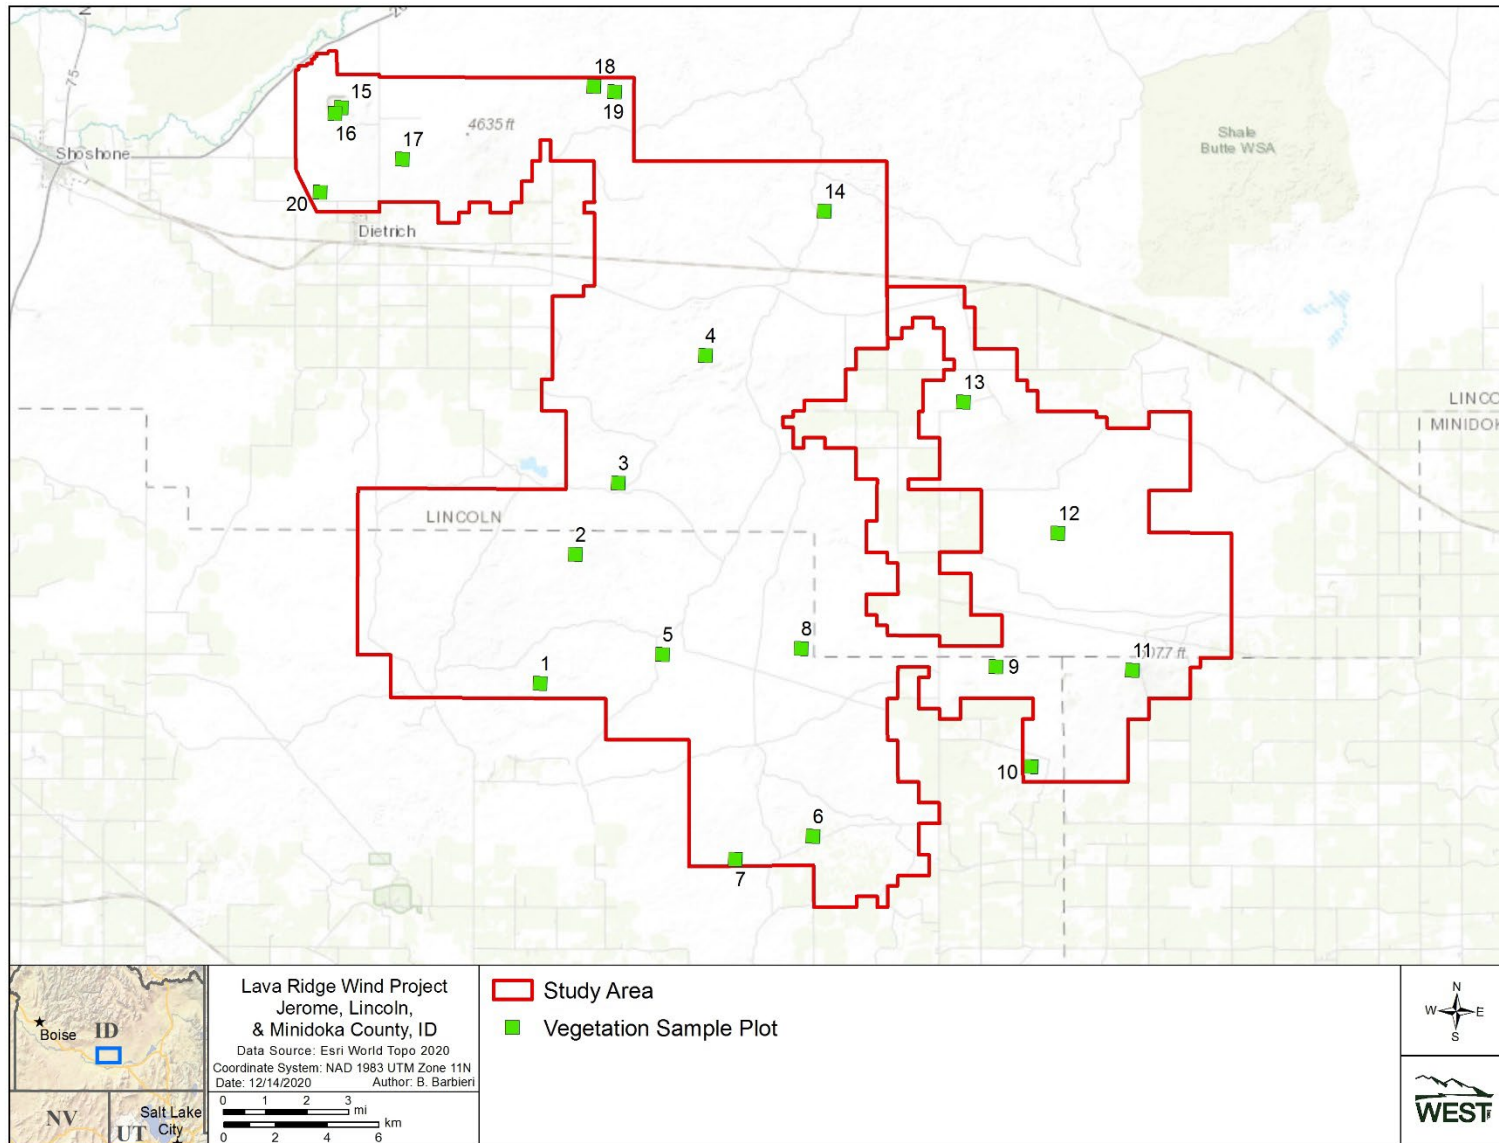 75
18
15
19
16
4635 ft
17
Shoshone
Shale
Butte WSA
20
14
Dietrich
4
13
LINCO
MINIDOK
3
LINCOLN
12
2
5
8
1
9
11
077 ft
10
6
7
Lava Ridge Wind Project
Jerome, Lincoln,
& Minidoka County, ID
Data Source: Esri World Topo 2020
Coordinate System: NAD 1983 UTM Zone 11N
Date: 12/14/2020 Author: B. Barbieri
0 1 2 3
mi
km
0 2 4 6
Boise
ID
NV
UT
Salt Lake
City
Study Area
Vegetation Sample Plot
N
W E
S
WEST